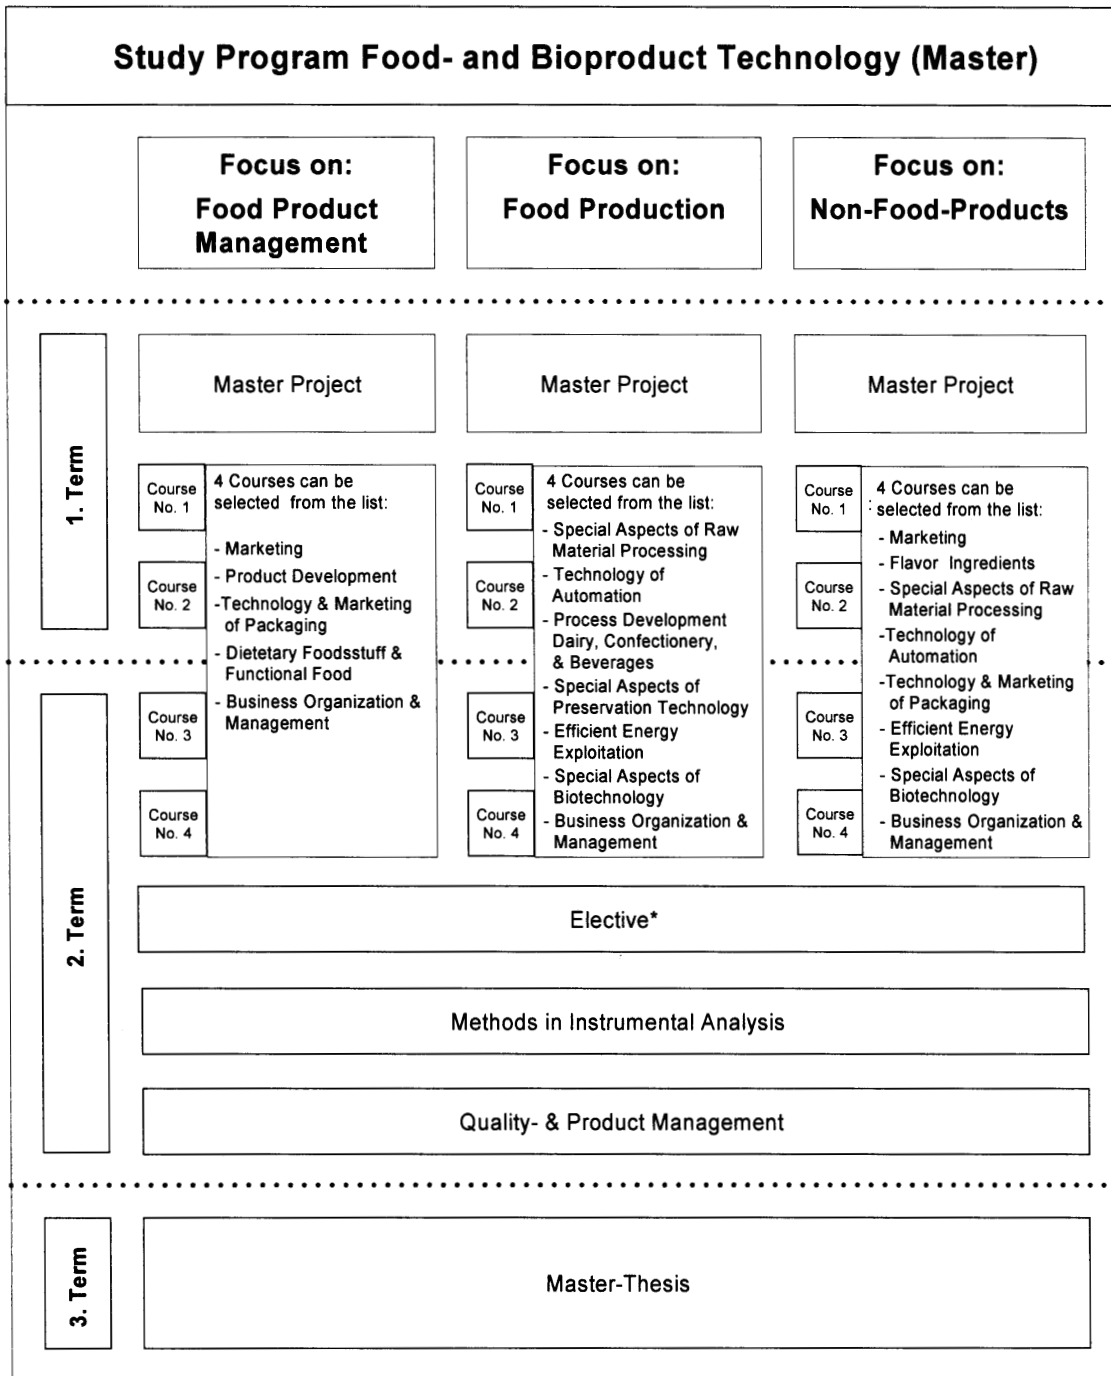 Study Program Food- and Bioproduct Technology (Master)
Focus on:
Food Product
Management
Focus on:
Food Production
Focus on:
Non-Food-Products
1. Term
Master Project
Master Project
Master Project
Course
No. 1
Course
No. 2
Course
No. 3
Course
No. 4
4 Courses can be
selected from the list:
- Marketing
- Product Development
-Technology & Marketing
of Packaging
- Dietetary Foodsstuff &
Functional Food
- Business Organization &
Management
Course
No. 1
Course
No. 2
Course
No. 3
Course
No. 4
4 Courses can be
selected from the list:
- Special Aspects of Raw
Material Processing
- Technology of
Automation
- Process Development
Dairy, Confectionery,
& Beverages
- Special Aspects of
Preservation Technology
- Efficient Energy
Exploitation
- Special Aspects of
Biotechnology
- Business Organization &
Management
Course
No. 1
Course
No. 2
Course
No. 3
Course
No. 4
4 Courses can be
selected from the list:
- Marketing
- Flavor Ingredients
- Special Aspects of Raw
Material Processing
-Technology of
Automation
-Technology & Marketing
of Packaging
- Efficient Energy
Exploitation
- Special Aspects of
Biotechnology
- Business Organization &
Management
2. Term
Elective*
Methods in Instrumental Analysis
Quality- & Product Management
3. Term
Master-Thesis